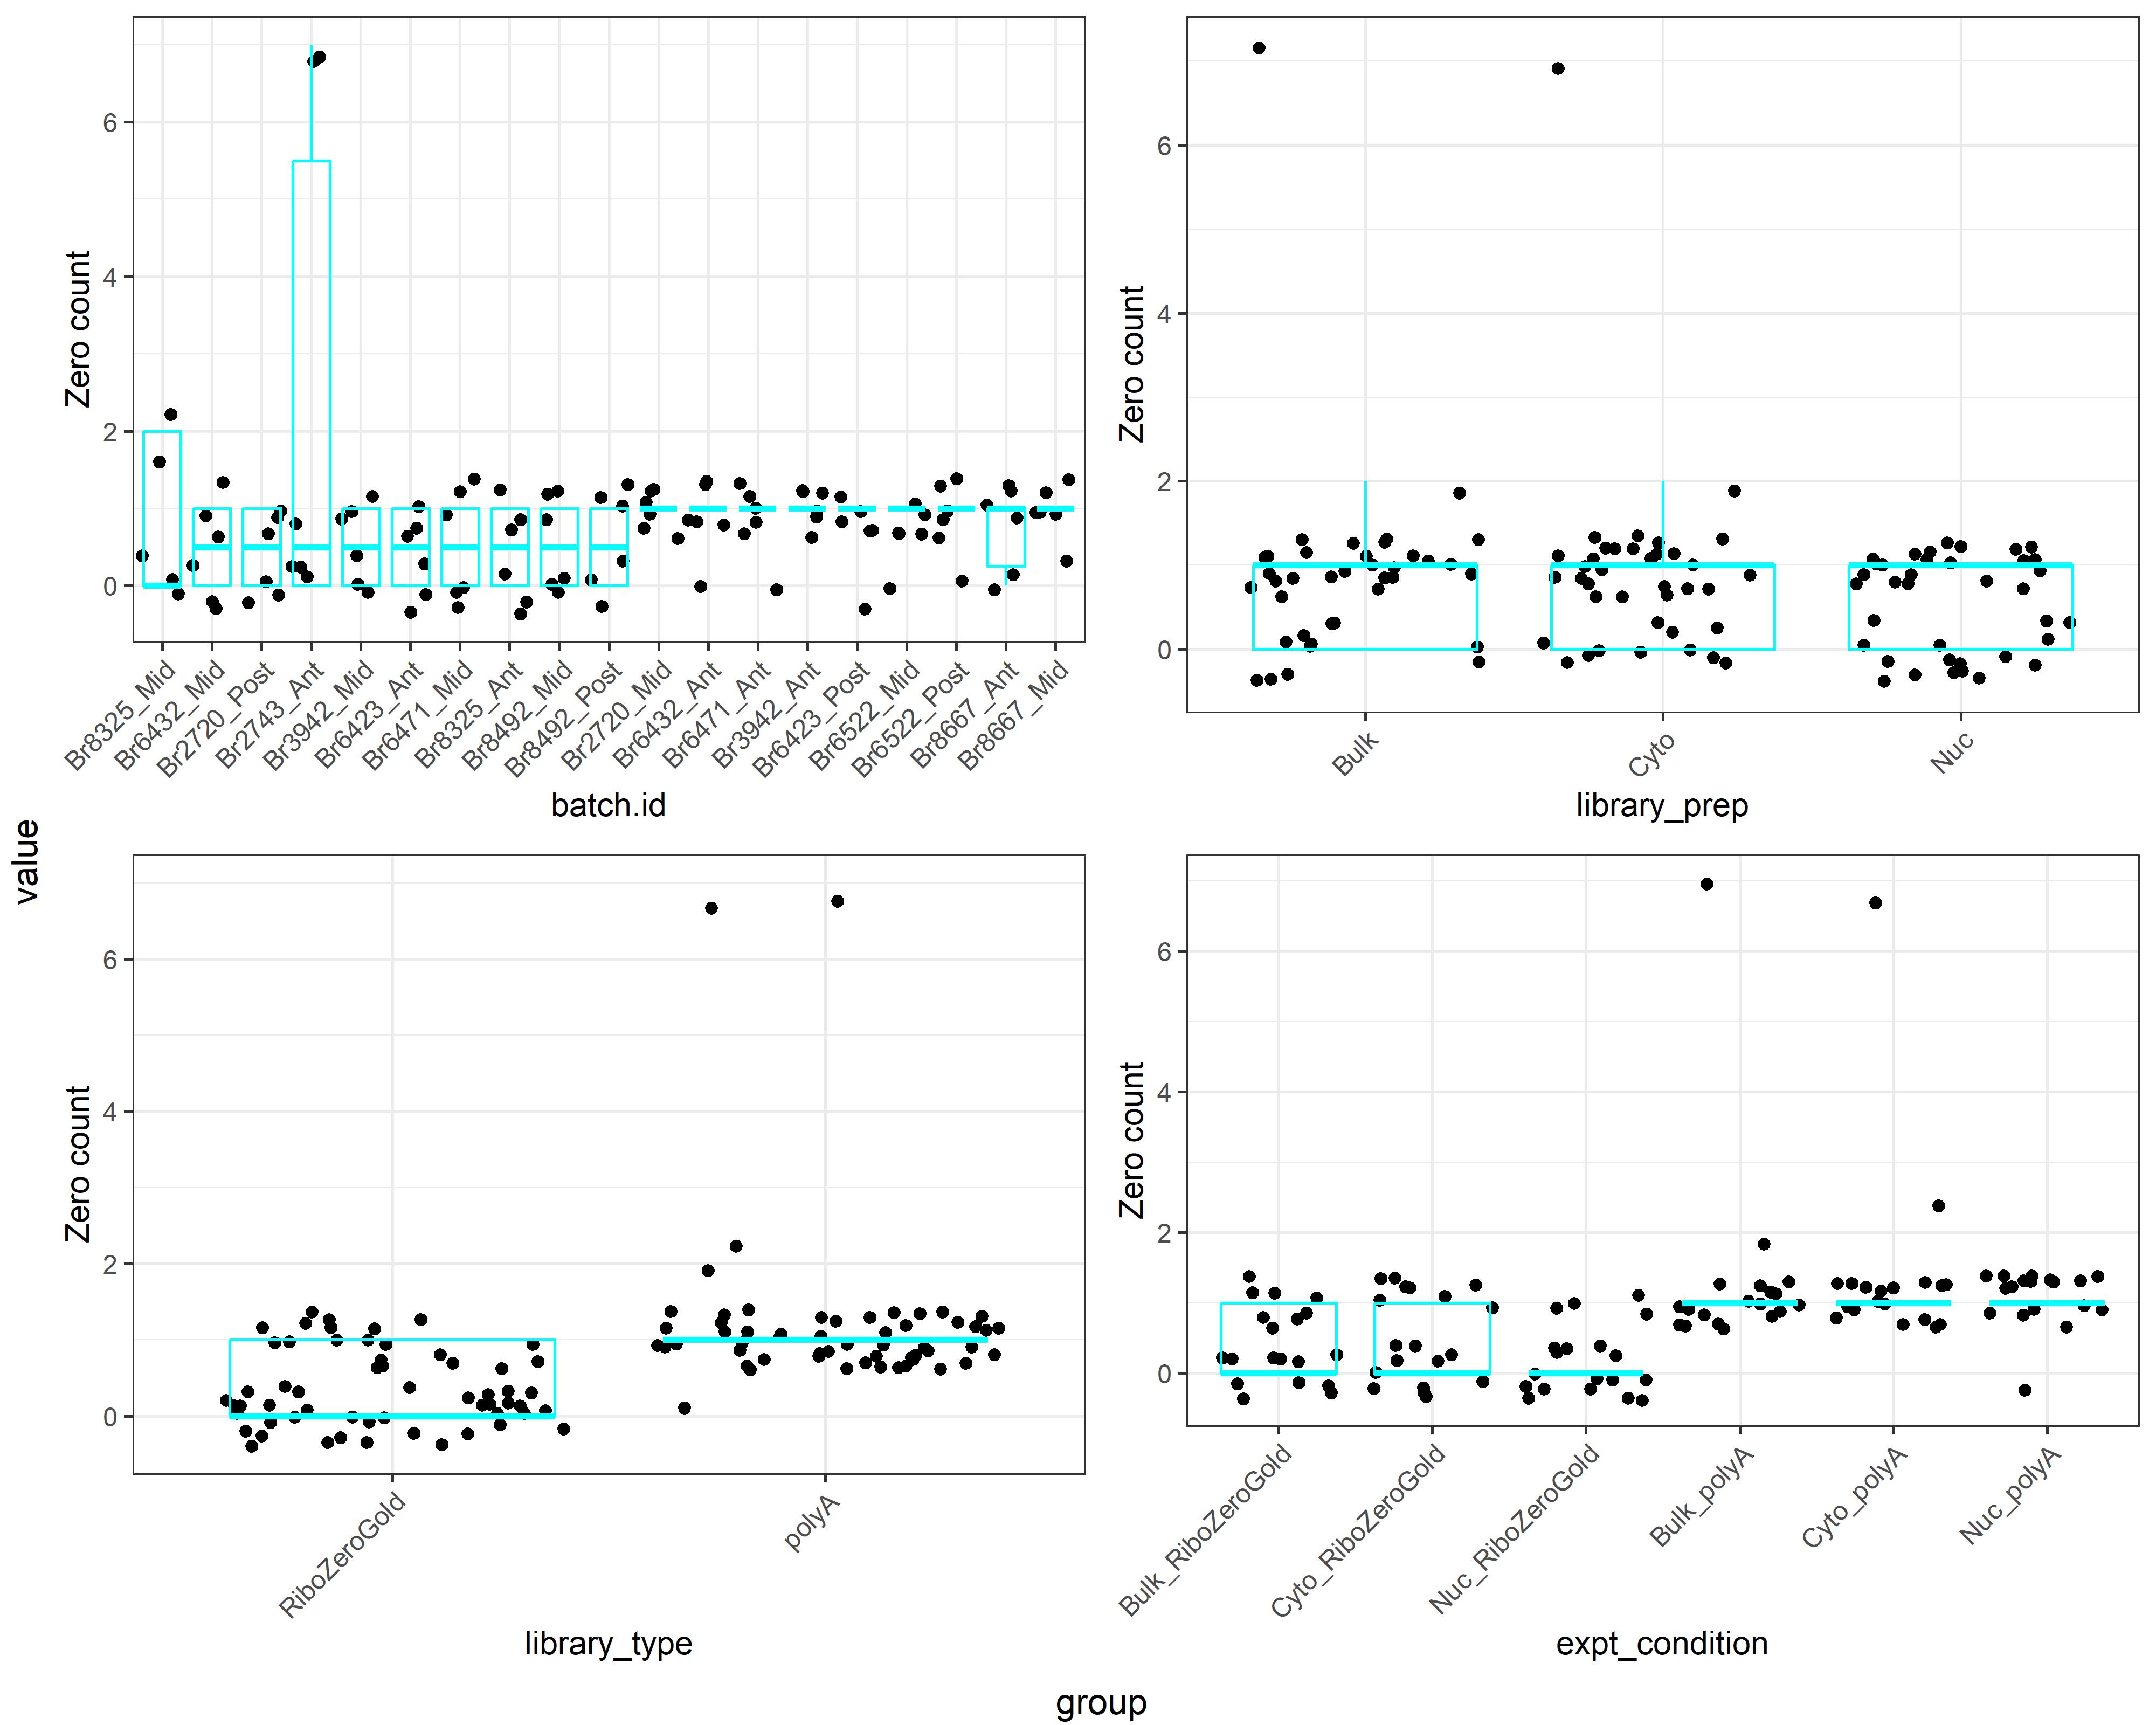 Zero count
6
4
2
0
Br8325_Mid
Br6432_Mid
Br2720_Post
Br2743_Ant
Br3942_Mid
Br6423_Ant
Br6471_Mid
Br8325_Ant
Br8492_Mid
Br8492_Post
Br2720_Mid
Br6432_Ant
Br6471_Ant
Br3942_Ant
Br6423_Post
Br6522_Mid
Br6522_Post
Br8667_Ant
Br8667_Mid
batch.id
Zero count
6
4
2
0
Bulk
Cyto
Nuc
library_prep
value
Zero count
6
4
2
0
RiboZeroGold
polyA
library_type
Zero count
6
4
2
0
Bulk_RiboZeroGold
Cyto_RiboZeroGold
Nuc_RiboZeroGold
Bulk_polyA
Cyto_polyA
Nuc_polyA
expt_condition
group